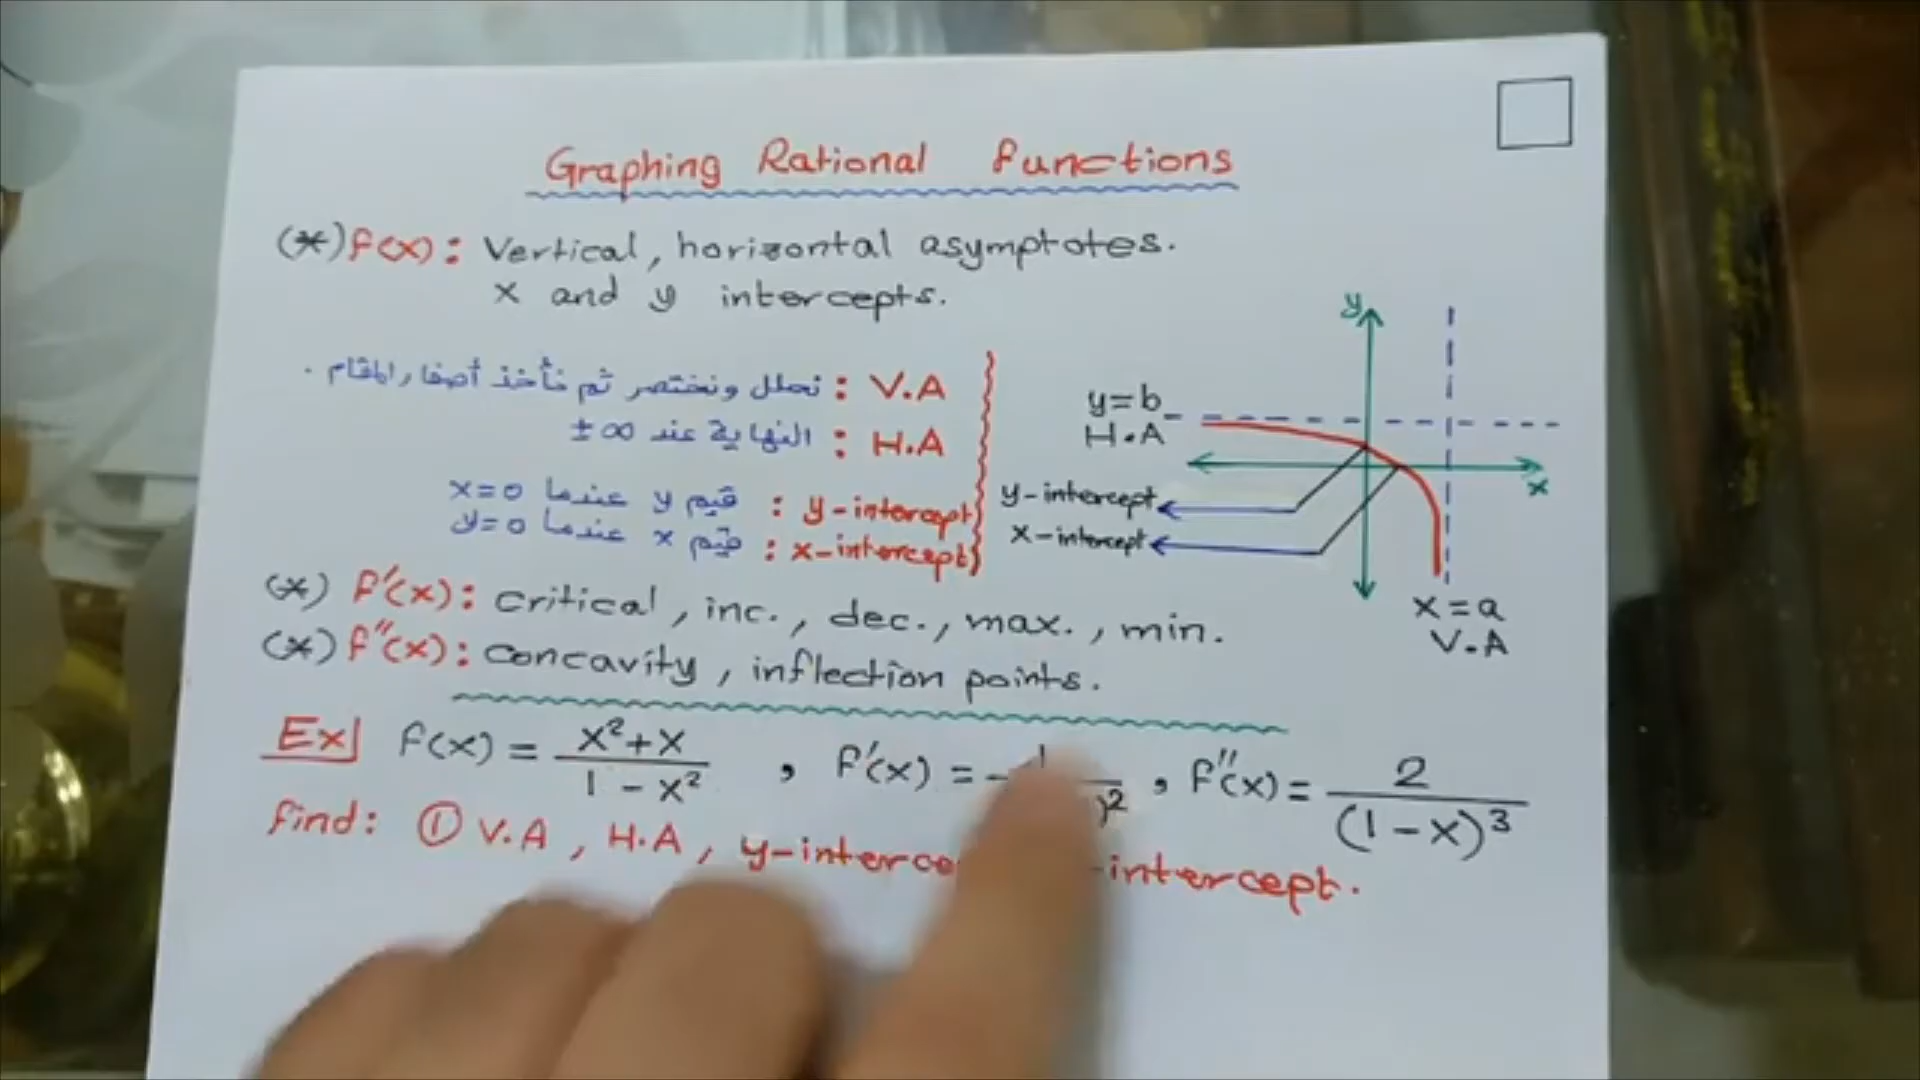 Graphing Rational functions
(*) f(x): Vertical, horizontal asymptotes.
x and y intercepts.
V.A : نحلل ونختصر ثم نأخذ أصفار المقام .
H.A : النهاية عند ±∞
y-intercept : قيم y عندما x=0
x-intercept : قيم x عندما y=0
y
y=b
H.A
x
y-intercept
x-intercept
x=a
V.A
(*) f'(x): critical, inc., dec., max., min.
(*) f''(x): concavity, inflection points.
Ex] f(x) = x²+x / 1-x² , f'(x) = 1 )² , f''(x) = 2 / (1-x)³
find: ① V.A, H.A, y-interce -intercept.